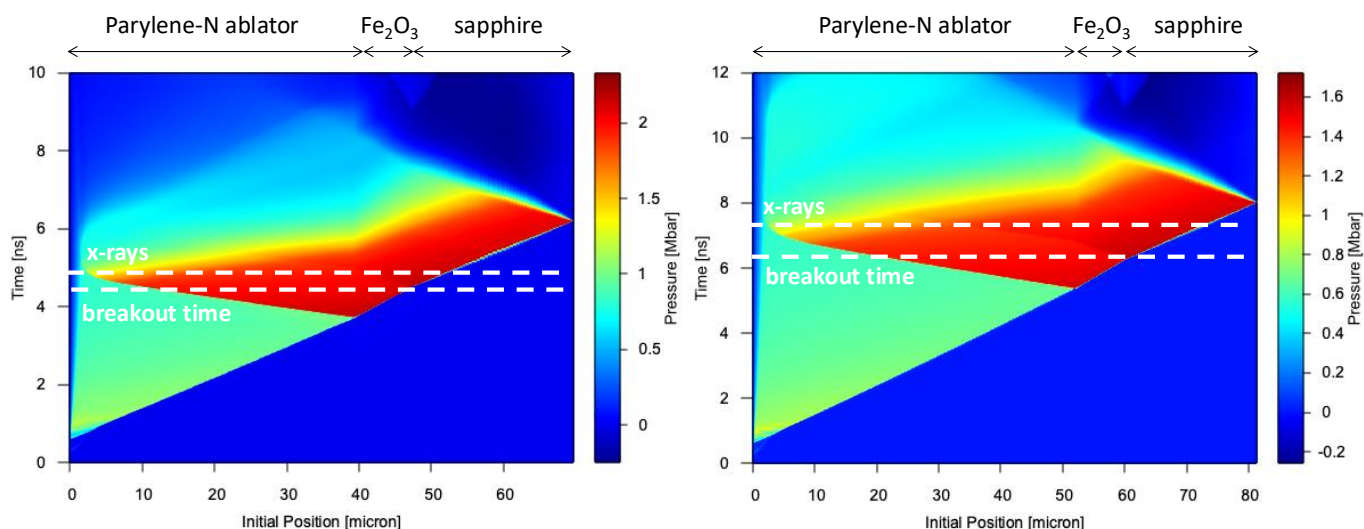 Parylene-N ablator Fe₂O₃ sapphire
10
8
6
4
2
0
Time [ns]
x-rays
breakout time
0 10 20 30 40 50 60
Initial Position [micron]
2
1.5
1
0.5
0
Pressure [Mbar]
Parylene-N ablator Fe₂O₃ sapphire
12
10
8
6
4
2
0
Time [ns]
x-rays
breakout time
0 10 20 30 40 50 60 70 80
Initial Position [micron]
1.6
1.4
1.2
1
0.8
0.6
0.4
0.2
0
-0.2
Pressure [Mbar]